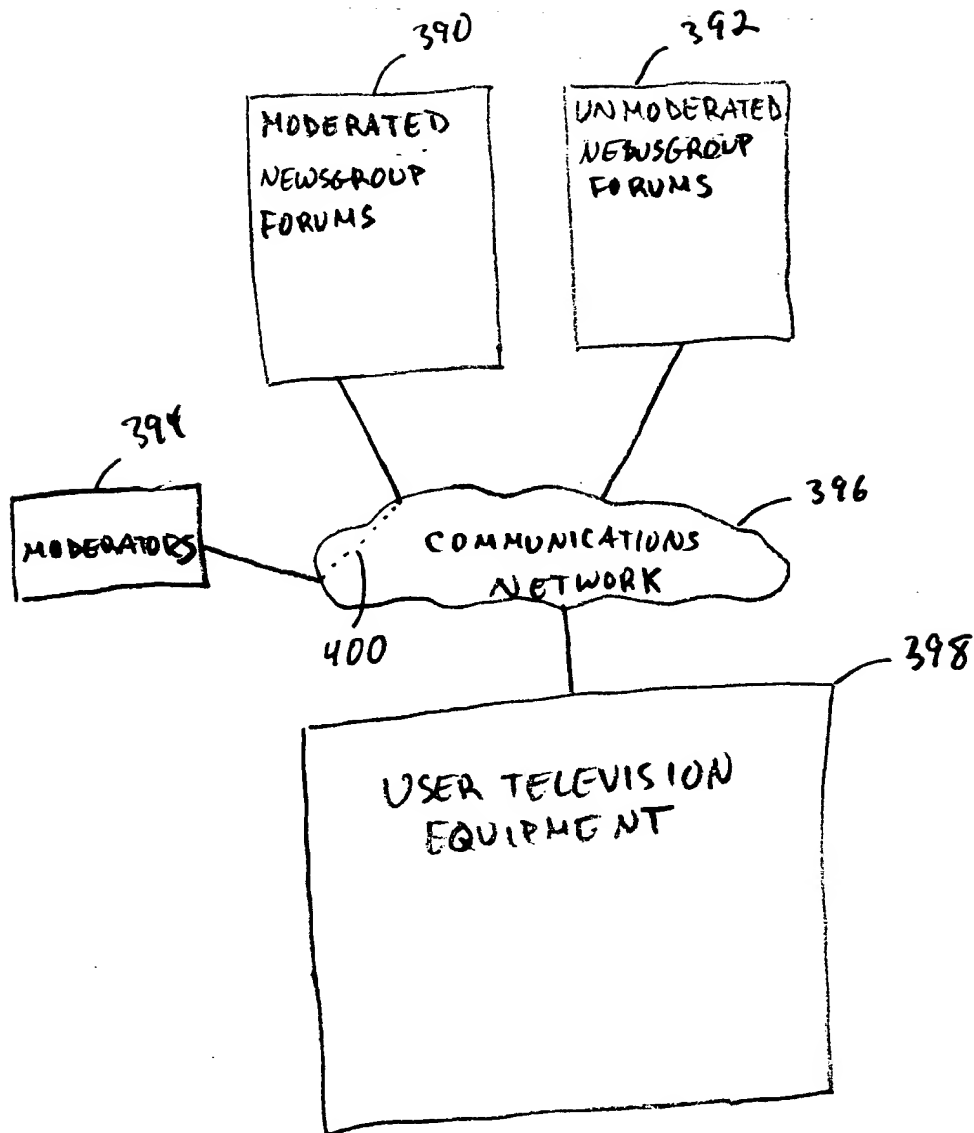 390
392
MODERATED
NEWSGROUP
FORUMS
UNMODERATED
NEWSGROUP
FORUMS
394
MODERATORS
396
COMMUNICATIONS
NETWORK
400
398
USER TELEVISION
EQUIPMENT